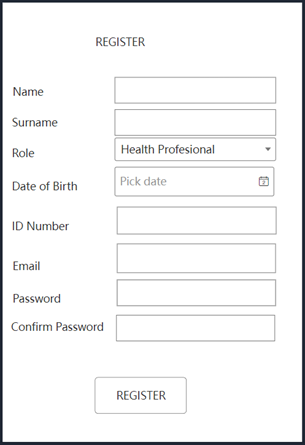 REGISTER
Name
Surname
Role Health Profesional
Date of Birth Pick date
ID Number
Email
Password
Confirm Password
REGISTER